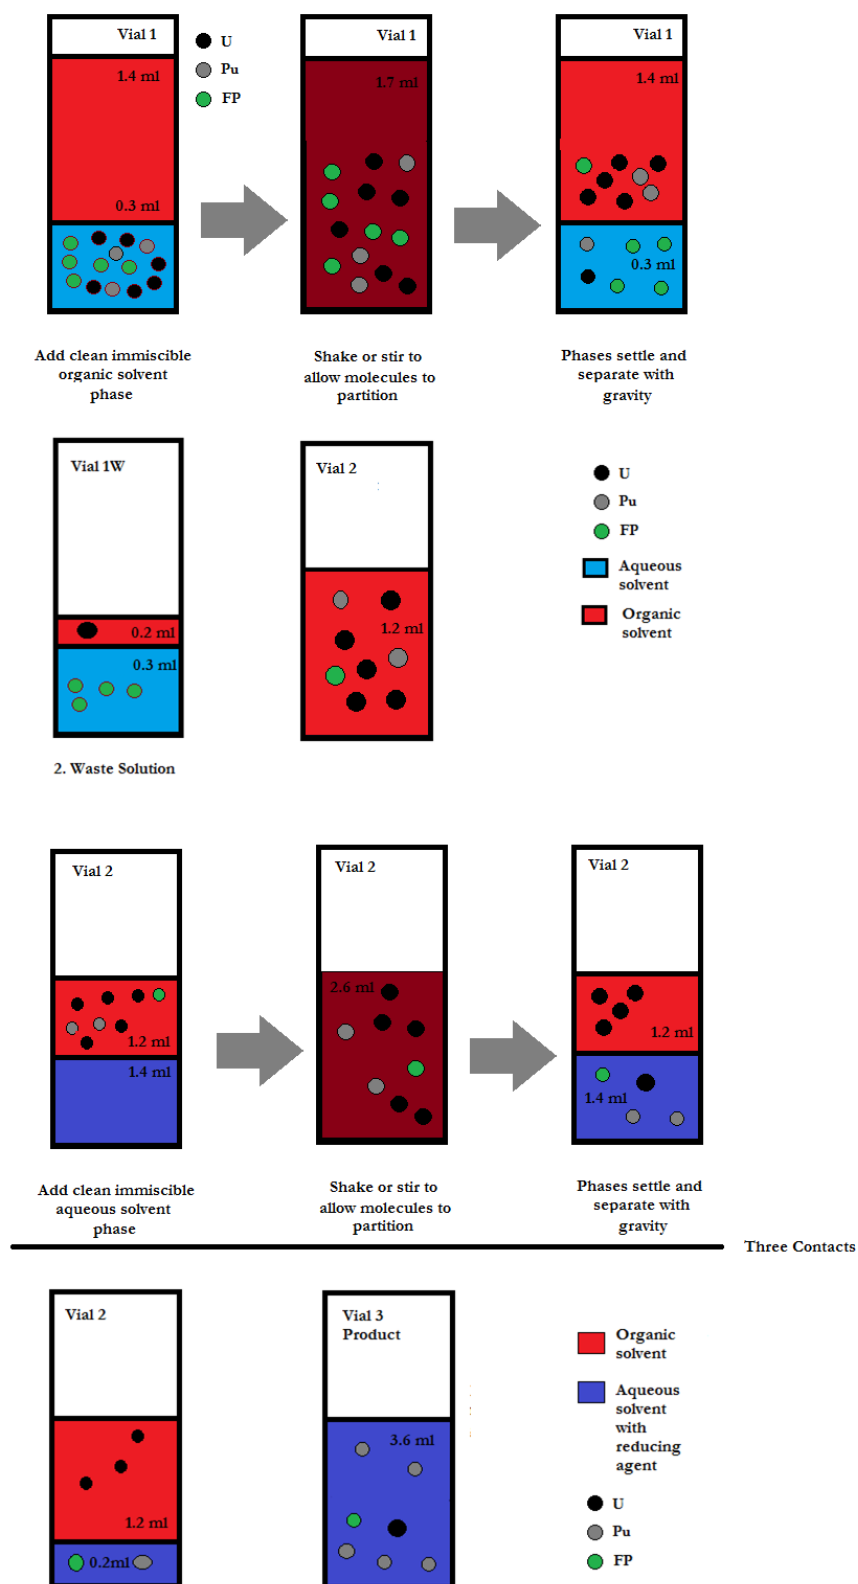 Vial 1
1.4 ml
0.3 ml
U
Pu
FP
Vial 1
1.7 ml
Vial 1
1.4 ml
0.3 ml
Add clean immiscible
organic solvent
phase
Shake or stir to
allow molecules to
partition
Phases settle and
separate with
gravity
Vial 1W
0.2 ml
0.3 ml
2. Waste Solution
Vial 2
1.2 ml
U
Pu
FP
Aqueous
solvent
Organic
solvent
Vial 2
1.2 ml
1.4 ml
Vial 2
2.6 ml
Vial 2
1.2 ml
1.4 ml
Add clean immiscible
aqueous solvent
phase
Shake or stir to
allow molecules to
partition
Phases settle and
separate with
gravity
Three Contacts
Vial 2
1.2 ml
0.2ml
Vial 3
Product
3.6 ml
Organic
solvent
Aqueous
solvent
with
reducing
agent
U
Pu
FP